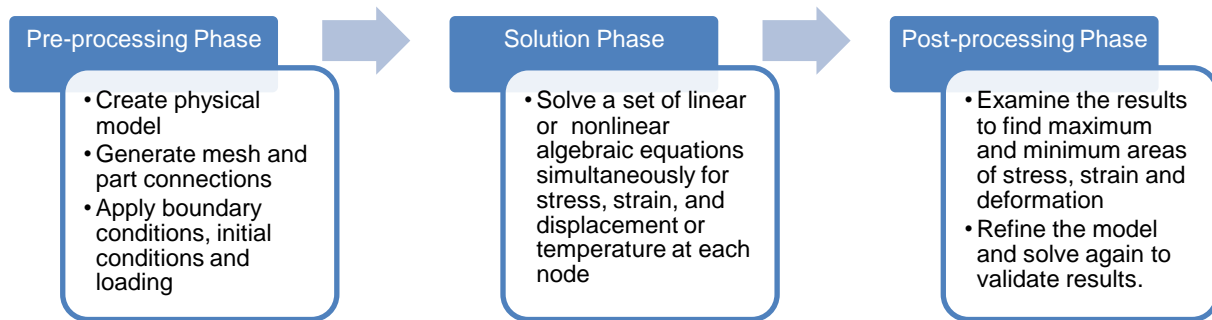 Pre-processing Phase
• Create physical
model
• Generate mesh and
part connections
• Apply boundary
conditions, initial
conditions and
loading
Solution Phase
• Solve a set of linear
or nonlinear
algebraic equations
simultaneously for
stress, strain, and
displacement or
temperature at each
node
Post-processing Phase
• Examine the results
to find maximum
and minimum areas
of stress, strain and
deformation
• Refine the model
and solve again to
validate results.